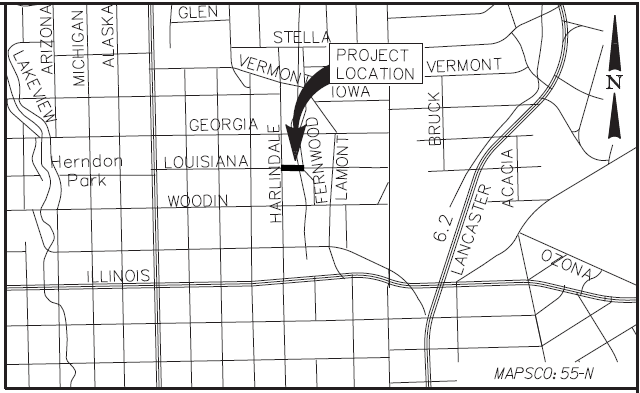 GLEN
ARIZONA
MICHIGAN
ALASKA
STELLA
PROJECT
LOCATION
LAKEVIEW
VERMONT
VERMONT
IOWA
N
GEORGIA
BRUCK
HARLINDALE
FERNWOOD
LAMONT
Herndon
Park
LOUISIANA
ACACIA
WOODIN
6.2
LANCASTER
OZONA
ILLINOIS
MAPSCO: 55-N